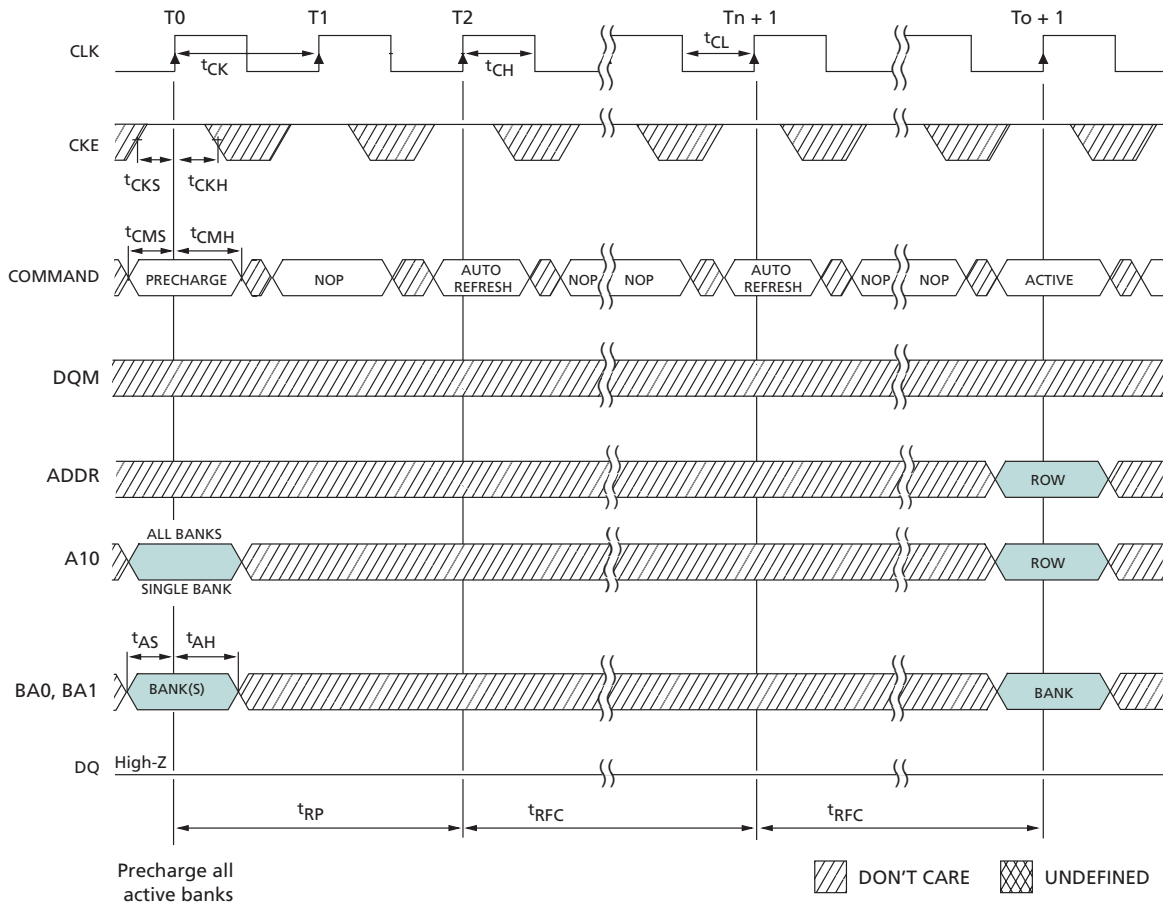 T0 T1 T2 Tn + 1 To + 1
CLK
tCK tCH tCL
CKE
tCKS tCKH
tCMS tCMH
COMMAND PRECHARGE NOP AUTO REFRESH NOP NOP AUTO REFRESH NOP NOP ACTIVE
DQM
ADDR ROW
ALL BANKS
A10 ROW
SINGLE BANK
tAS tAH
BA0, BA1 BANK(S) BANK
DQ High-Z
tRP tRFC tRFC
Precharge all
active banks
DON'T CARE UNDEFINED